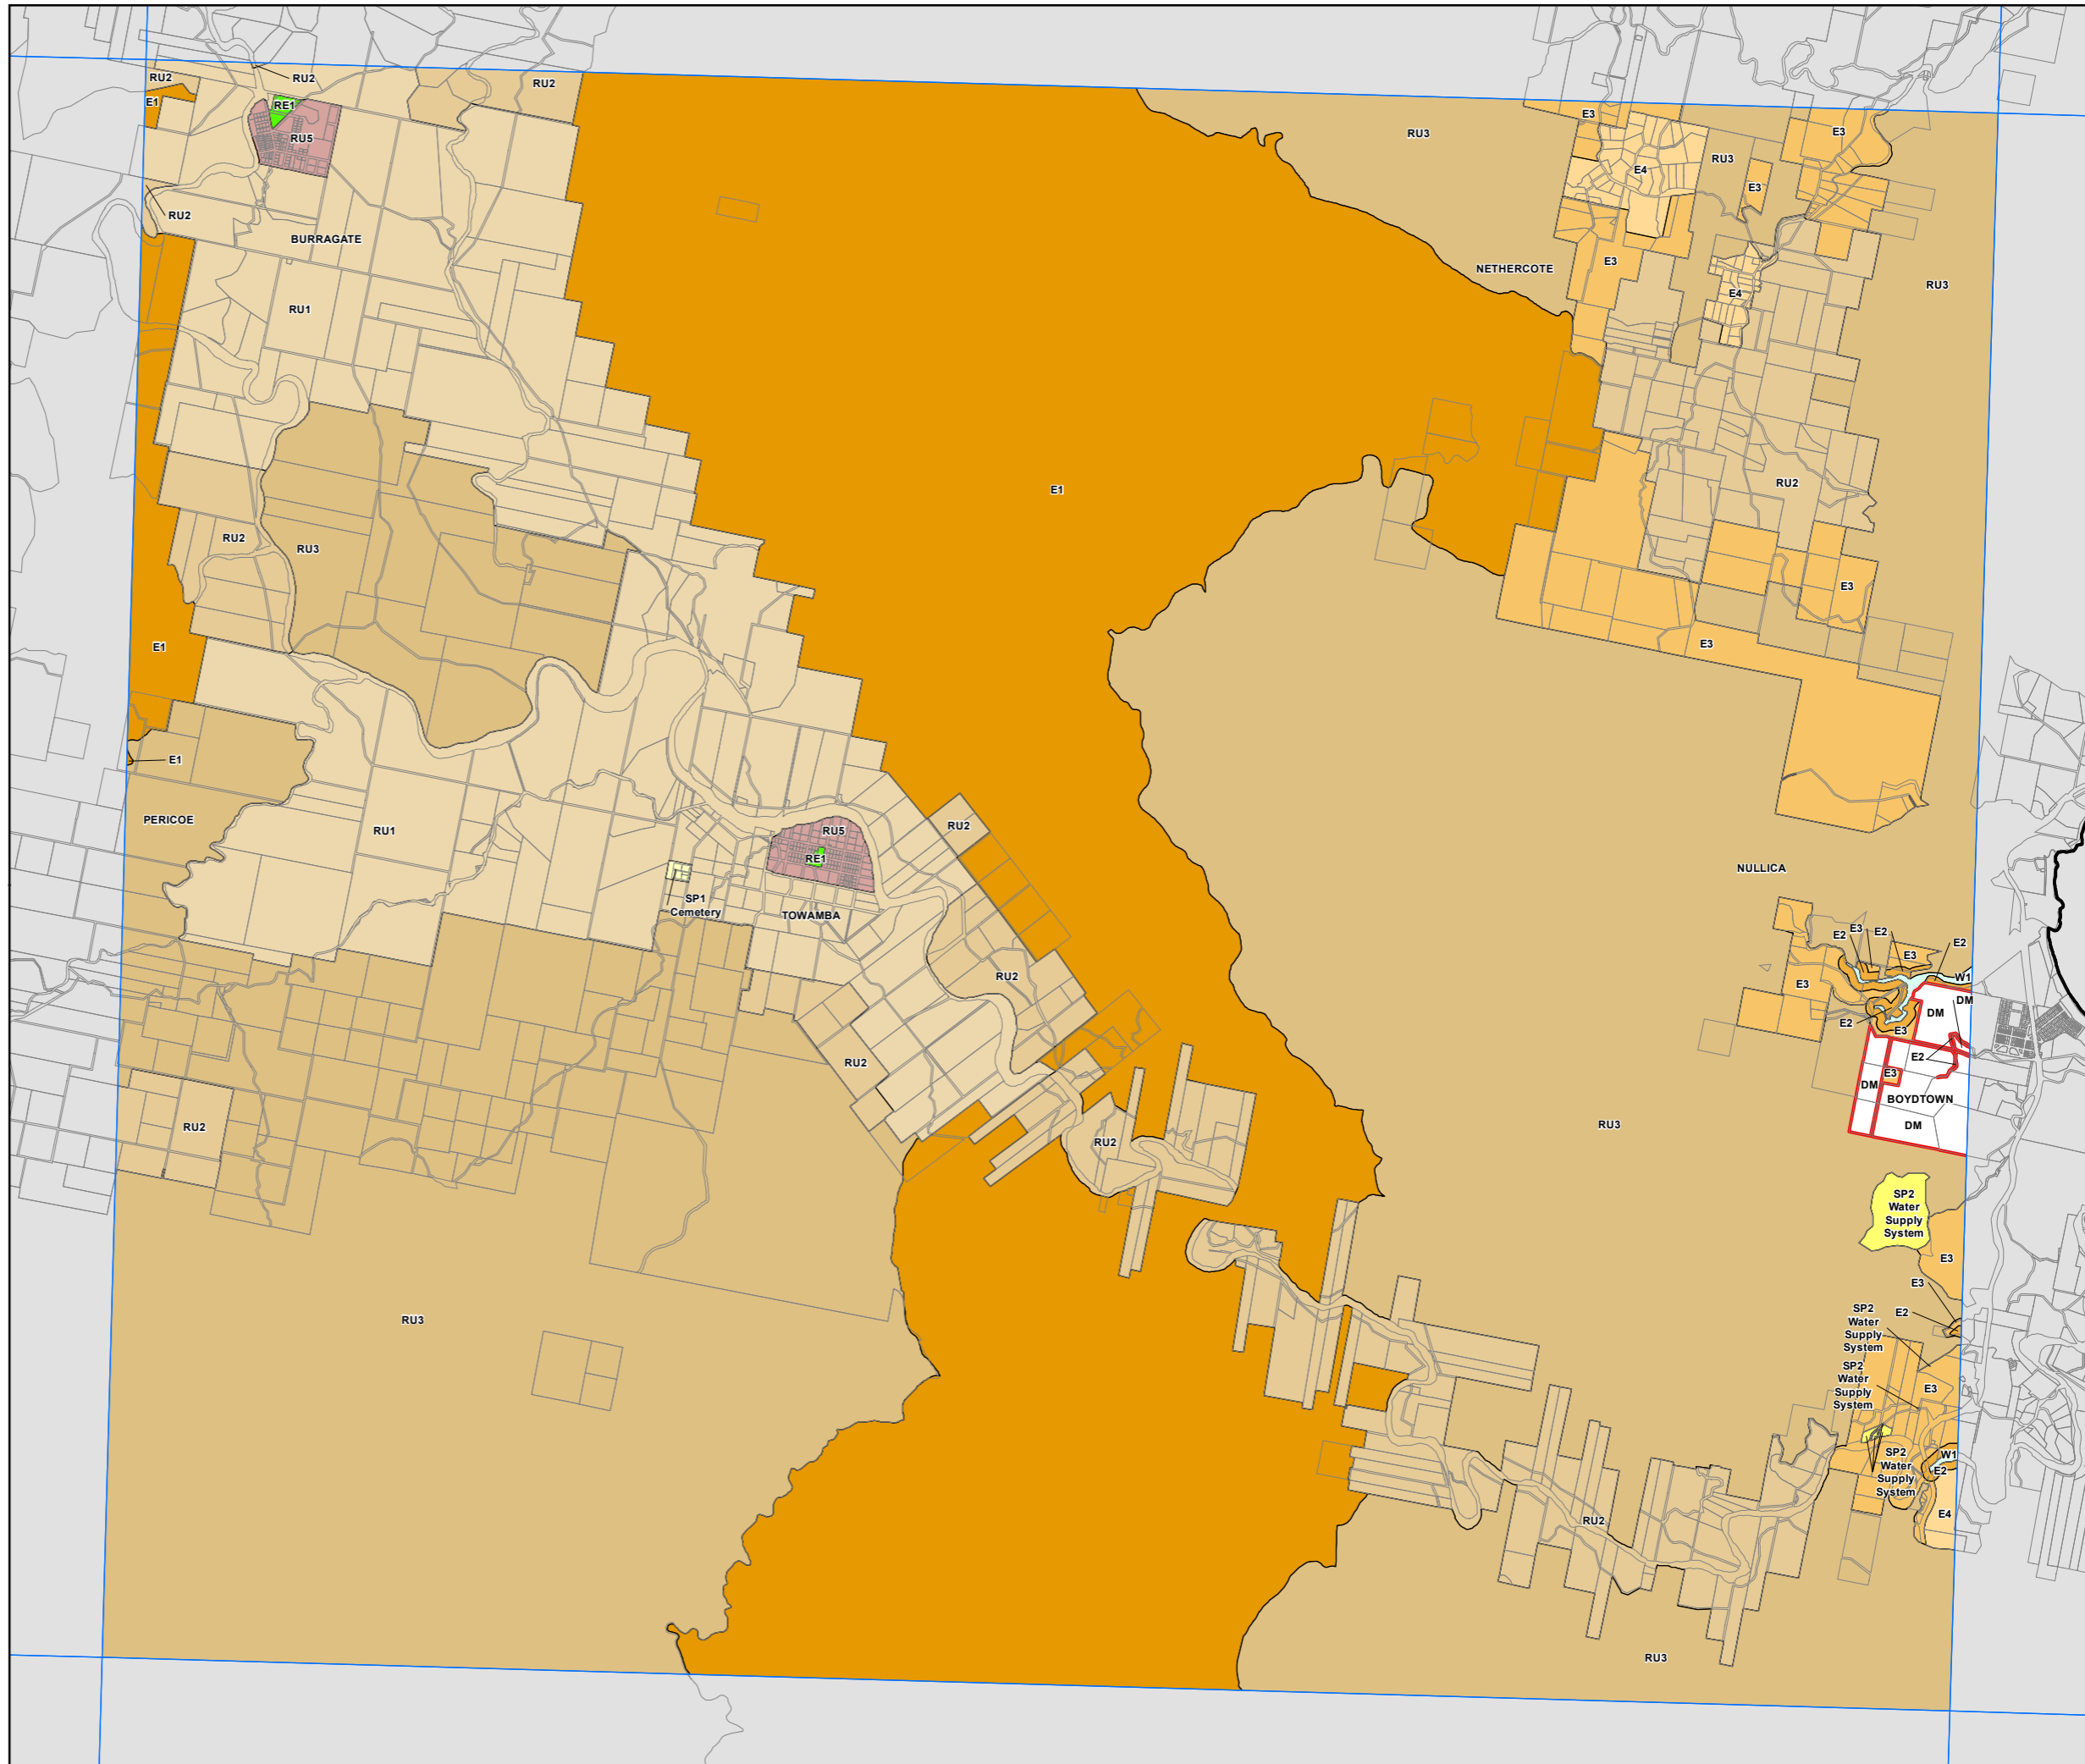 RU2
RU2
RU2
E1
RE1
RU5
RU3
E3
E3
RU3
E4
E3
RU2
BURRAGATE
E3
NETHERCOTE
RU3
E4
RU1
RU2
E1
RU2
RU3
E3
E3
E1
E1
PERICOE
RU1
RU5
RU2
RE1
NULLICA
SP1
Cemetery
TOWAMBA
E3
E2
E2
E2
E3
W1
RU2
E3
DM
DM
E2
E3
E2
RU2
E3
DM
BOYDTOWN
DM
RU2
RU2
RU3
SP2
Water
Supply
System
E3
E3
SP2
Water
Supply
System
E2
RU3
SP2
Water
Supply
System
E3
SP2
Water
Supply
System
W1
E2
E4
RU2
RU3